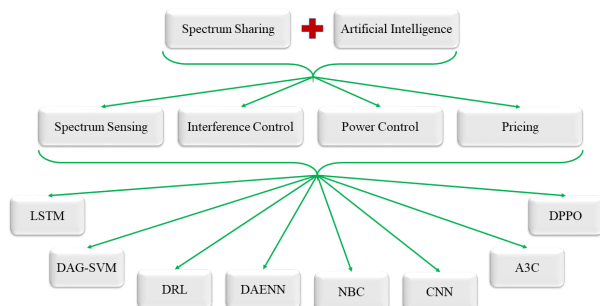 Spectrum Sharing
Artificial Intelligence
Spectrum Sensing
Interference Control
Power Control
Pricing
LSTM
DPPO
DAG-SVM
A3C
DRL
DAENN
NBC
CNN